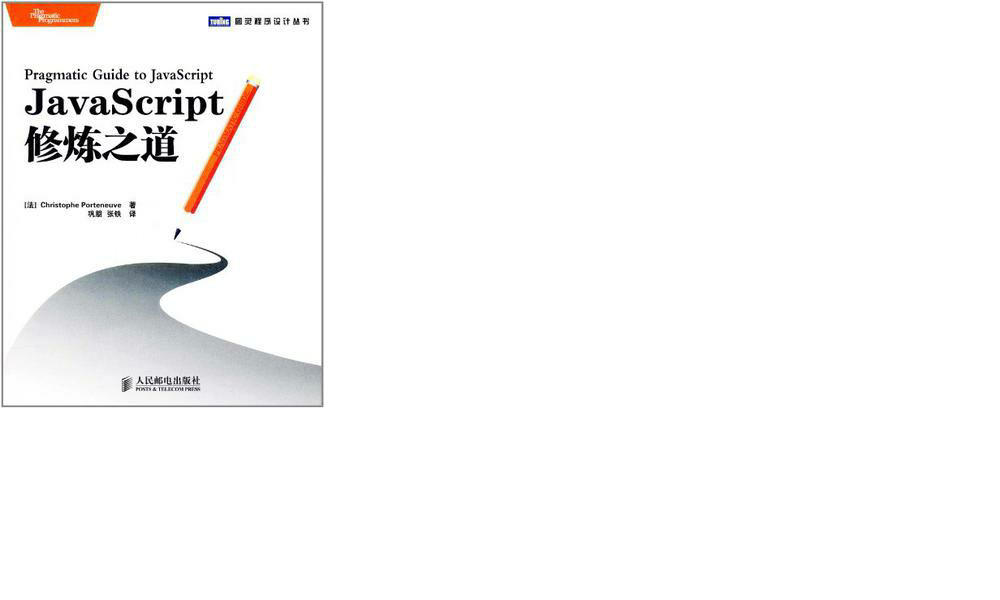 The
Pragmatic
Programmers
TURING 图灵程序设计丛书
Pragmatic Guide to JavaScript
JavaScript
修炼之道
[法] Christophe Porteneuve 著
巩朋 张铁 译
人民邮电出版社
POSTS & TELECOM PRESS